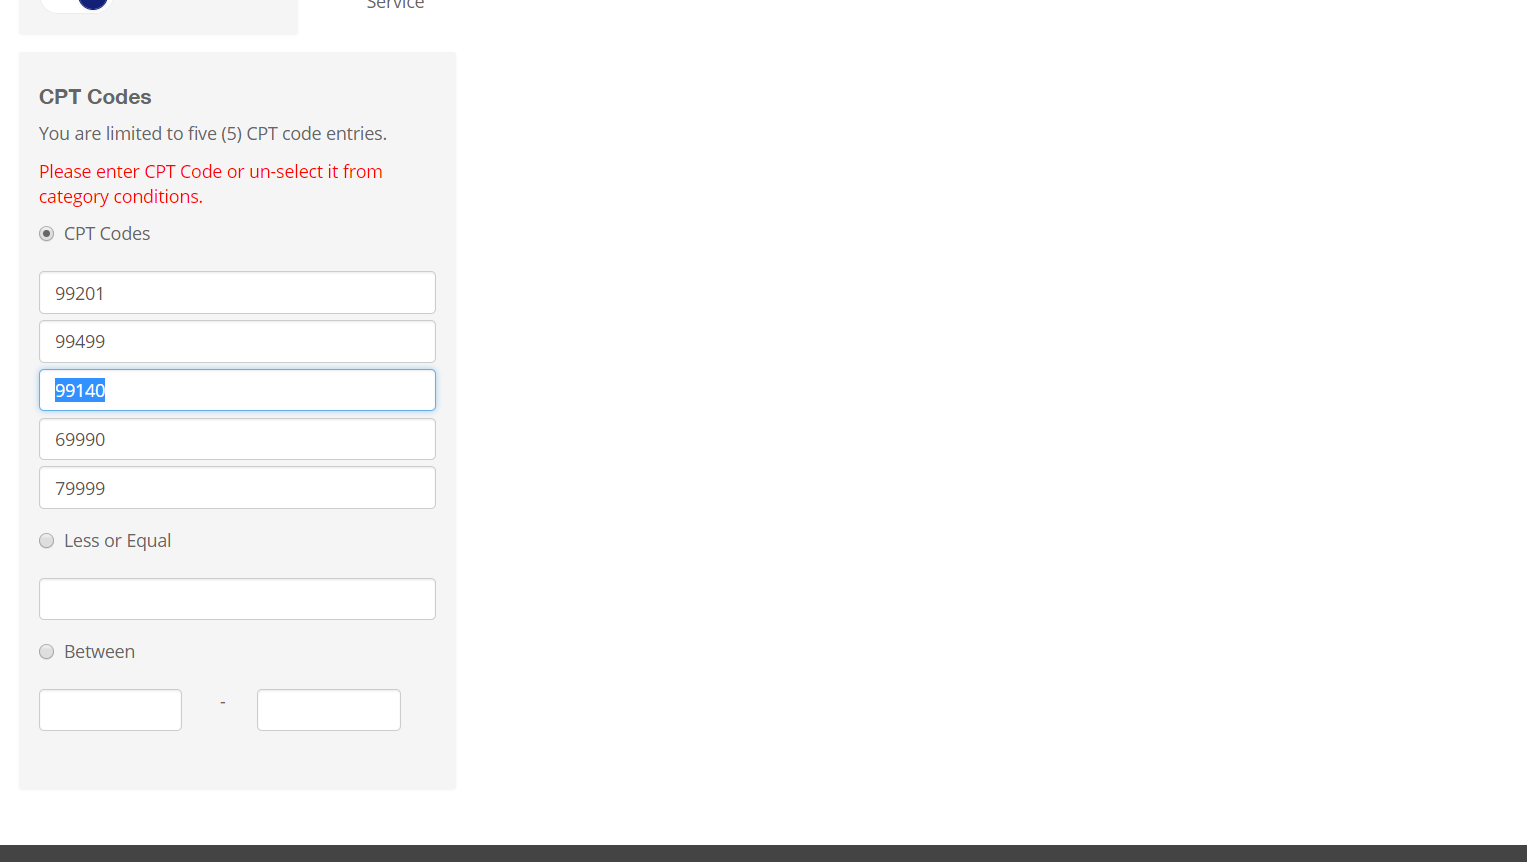 Service
CPT Codes
You are limited to five (5) CPT code entries.
Please enter CPT Code or un-select it from
category conditions.
CPT Codes
99201
99499
99140
69990
79999
Less or Equal
Between
-